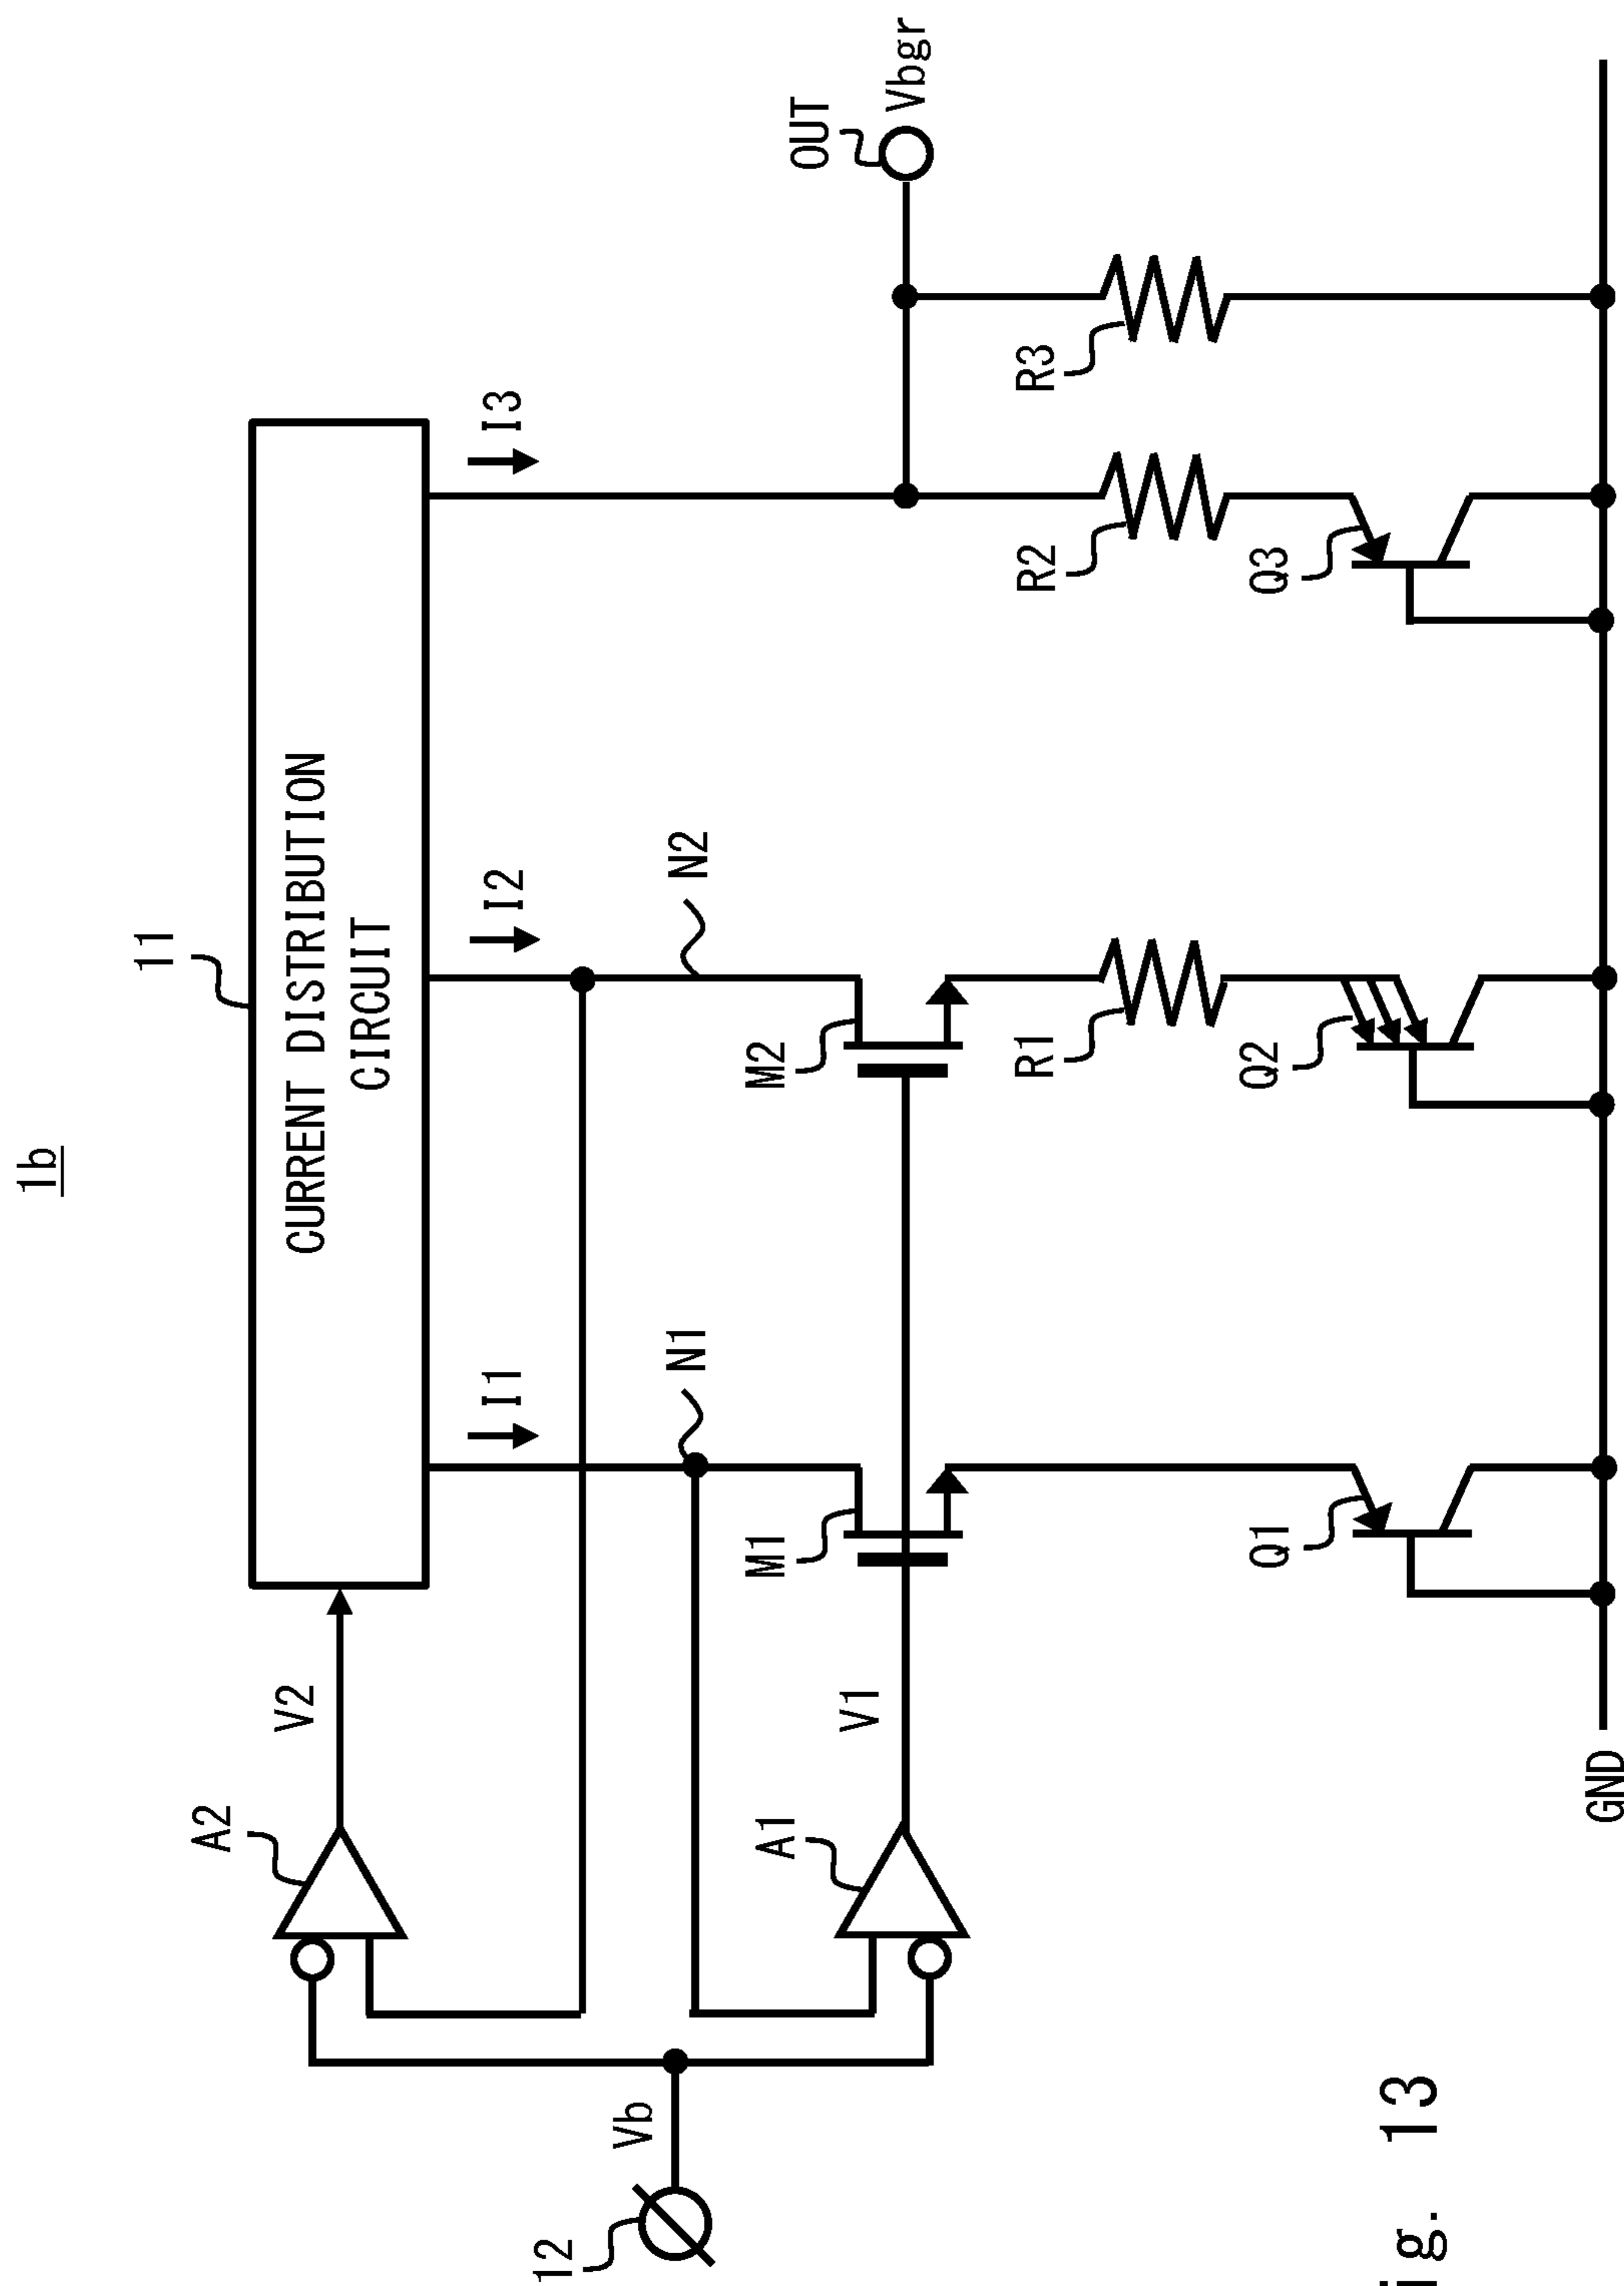 1b
11
CURRENT DISTRIBUTION
CIRCUIT
A2
V2
I1
I2
I3
12
Vb
N1
N2
A1
V1
M1
M2
OUT
Vbgr
R1
R2
R3
Q1
Q2
Q3
GND
ig. 13